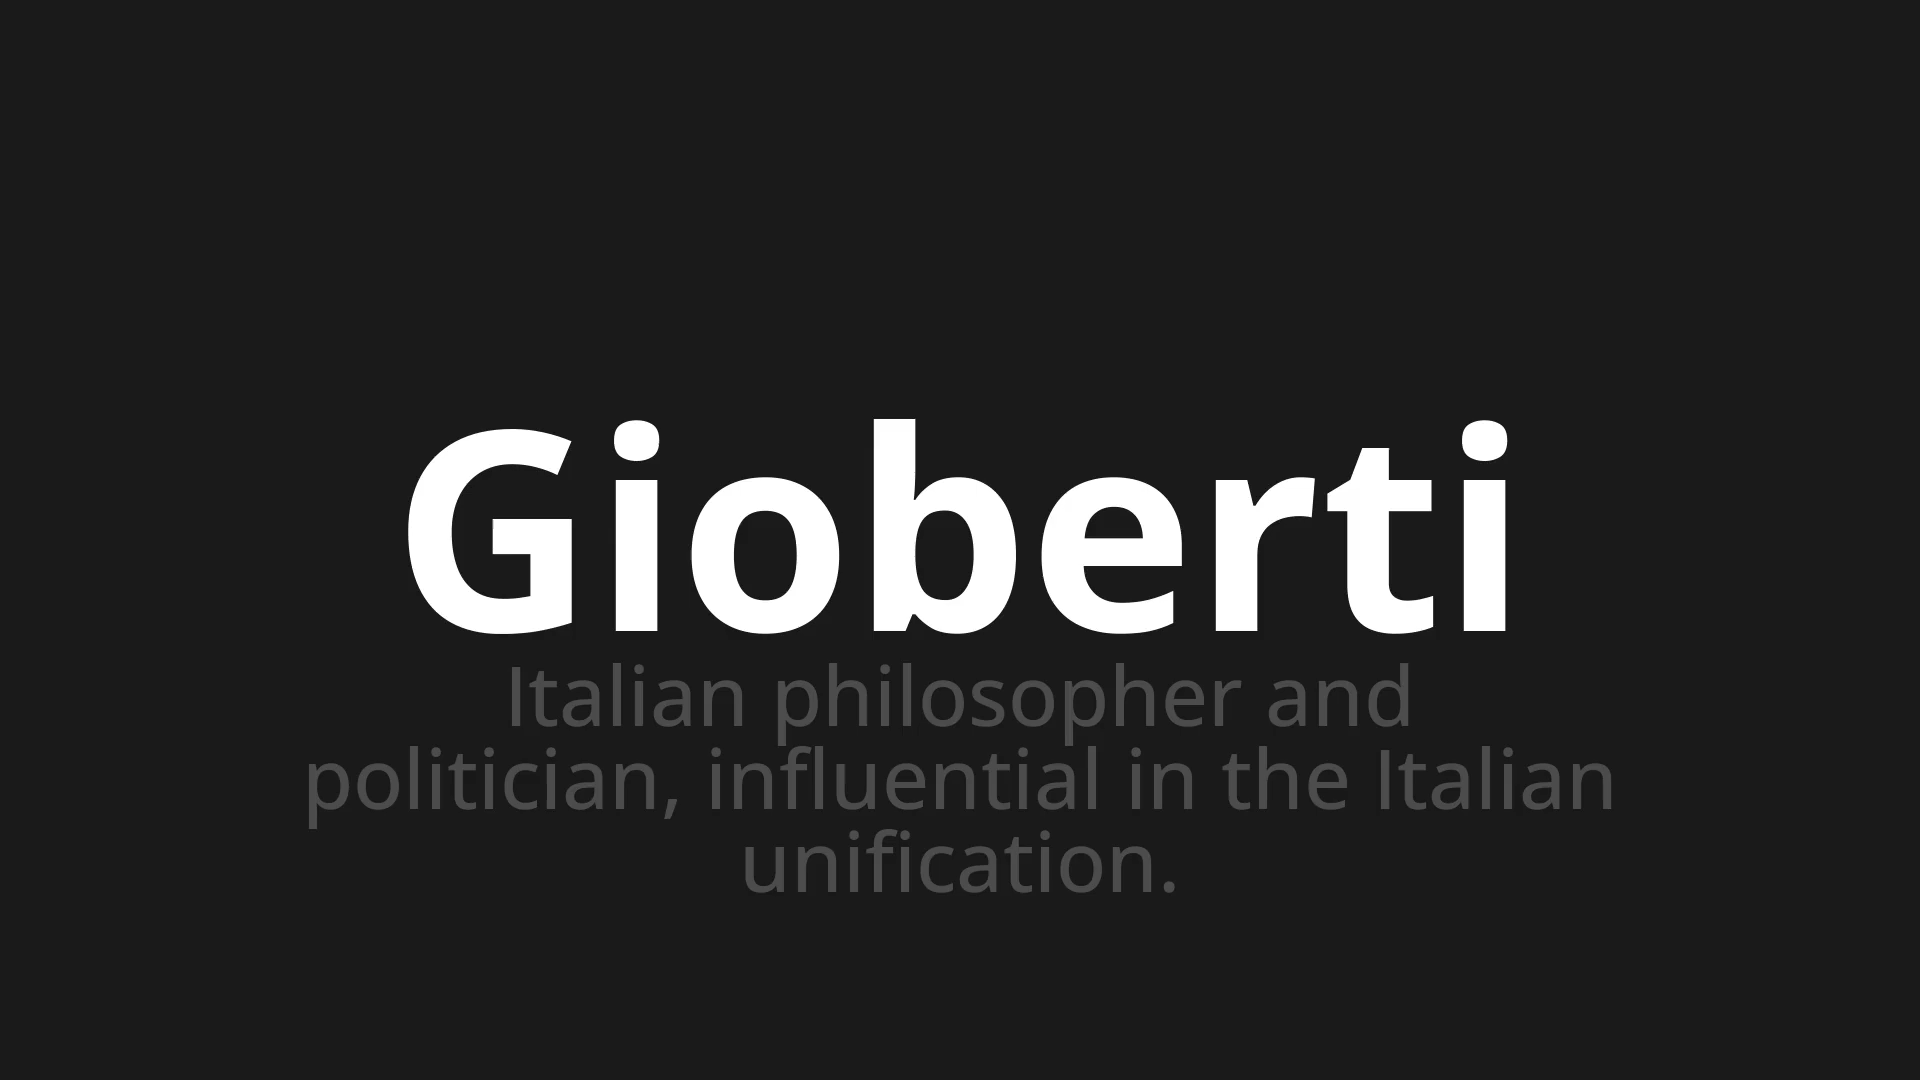 Gioberti
Italian philosopher and
politician, influential in the Italian
unification.